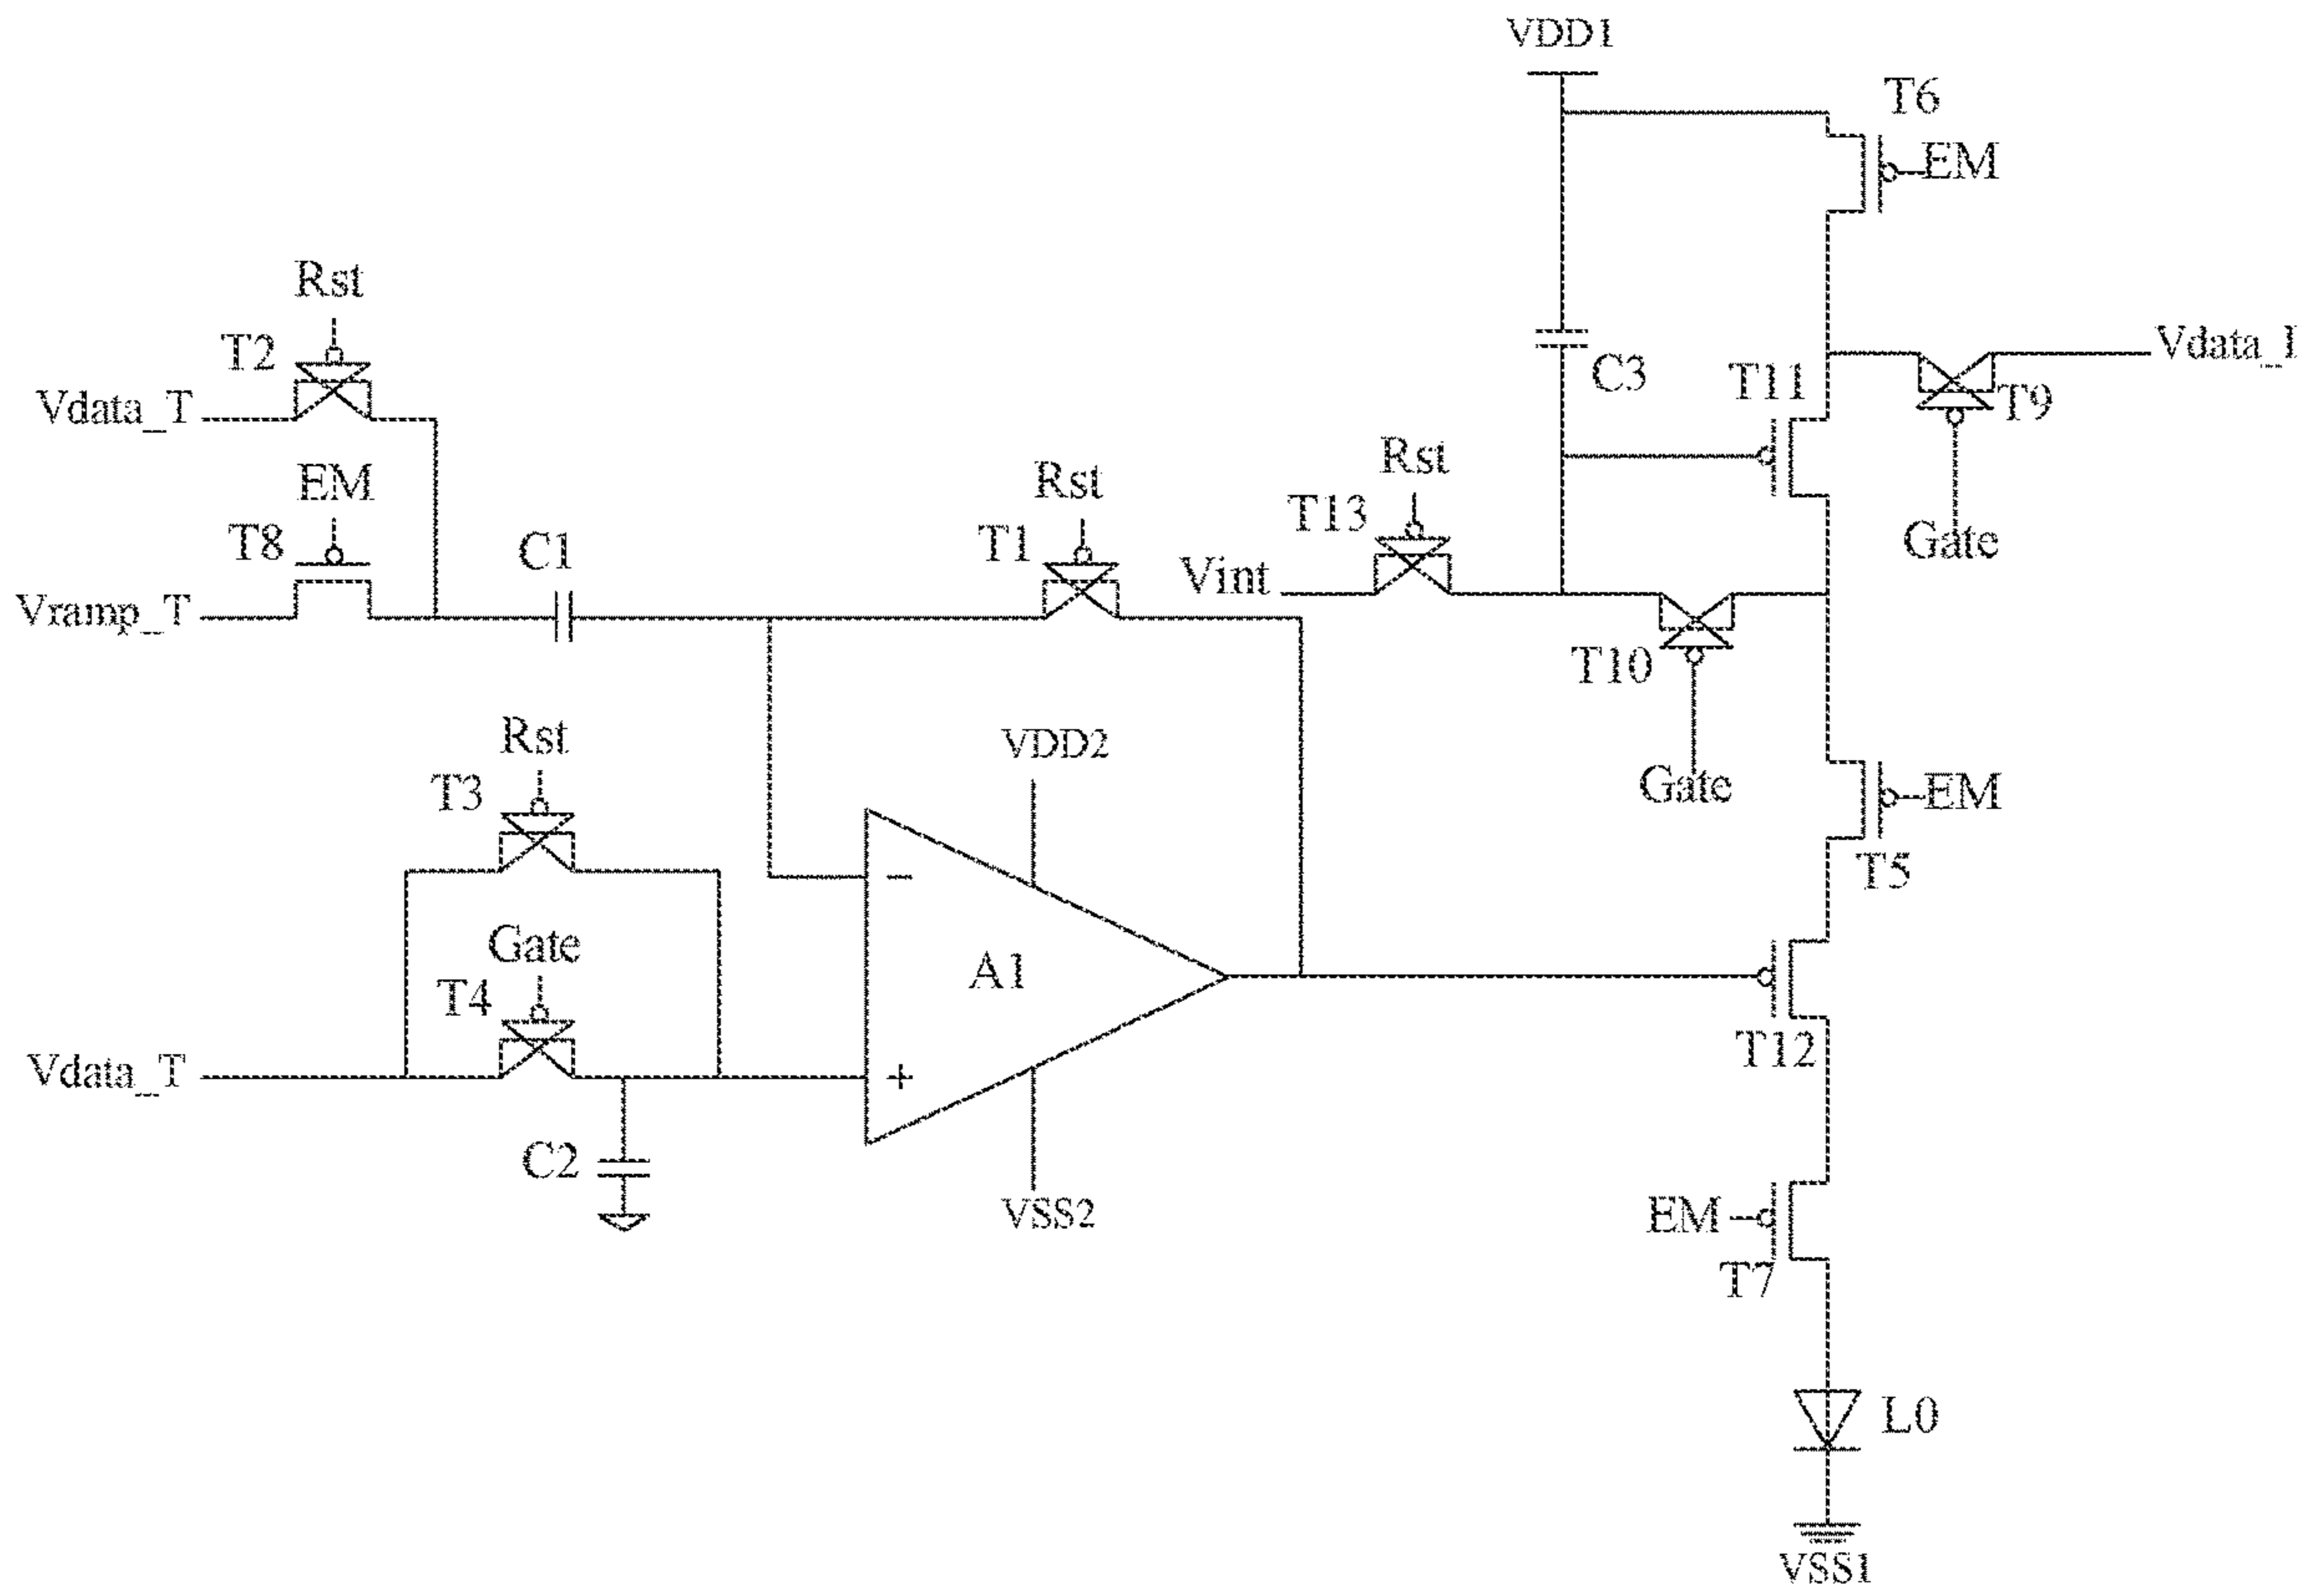 VDD1
T6
EM
Rst
T2
Vdata_T
EM
T8
Vramp_T
C1
Rst
T1
C3
T11
Vdata_I
T9
Gate
Rst
T13
Vint
T10
Gate
Rst
T3
VDD2
EM
T5
Gate
T4
A1
−
+
Vdata_T
C2
VSS2
T12
EM
T7
L0
VSS1